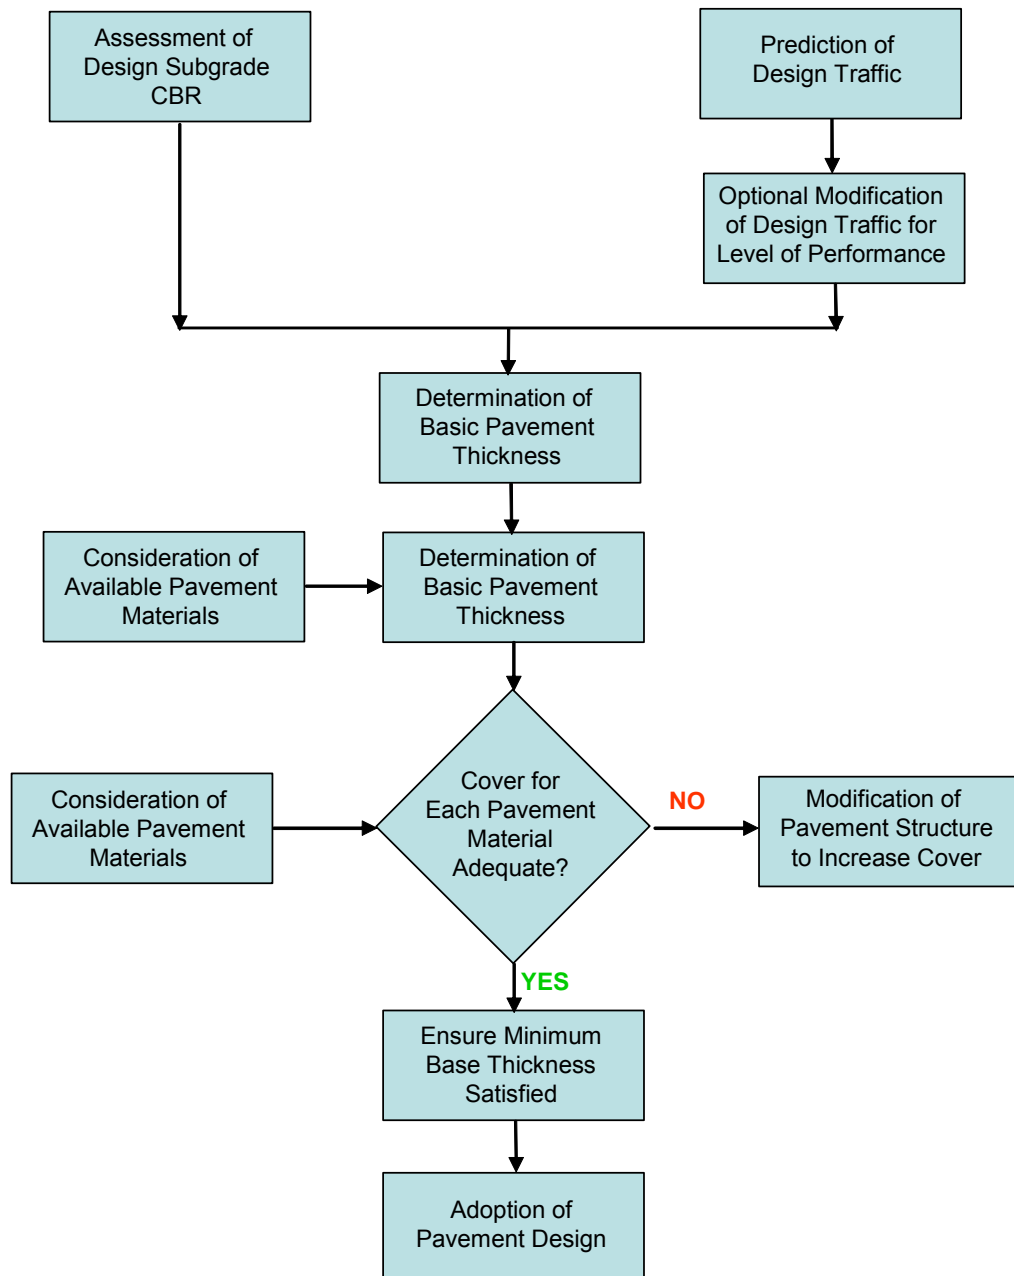 Assessment of
Design Subgrade
CBR
Prediction of
Design Traffic
Optional Modification
of Design Traffic for
Level of Performance
Determination of
Basic Pavement
Thickness
Consideration of
Available Pavement
Materials
Determination of
Basic Pavement
Thickness
Consideration of
Available Pavement
Materials
Cover for
Each Pavement
Material
Adequate?
NO
Modification of
Pavement Structure
to Increase Cover
YES
Ensure Minimum
Base Thickness
Satisfied
Adoption of
Pavement Design